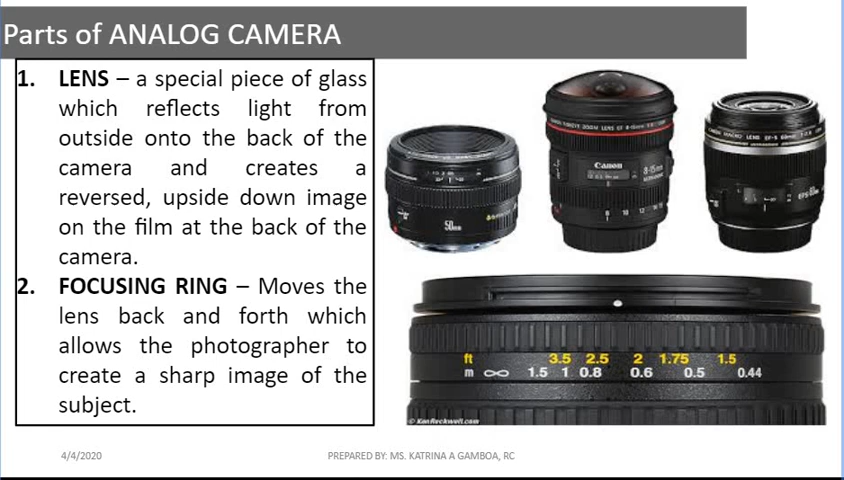 Parts of ANALOG CAMERA
1. LENS – a special piece of glass
which reflects light from
outside onto the back of the
camera and creates a
reversed, upside down image
on the film at the back of the
camera.
2. FOCUSING RING – Moves the
lens back and forth which
allows the photographer to
create a sharp image of the
subject.
Canon
8-15mm
50mm
ft 3.5 2.5 2 1.75 1.5
m ∞ 1.5 1 0.8 0.6 0.5 0.44
© KenRockwell.com
4/4/2020
PREPARED BY: MS. KATRINA A GAMBOA, RC